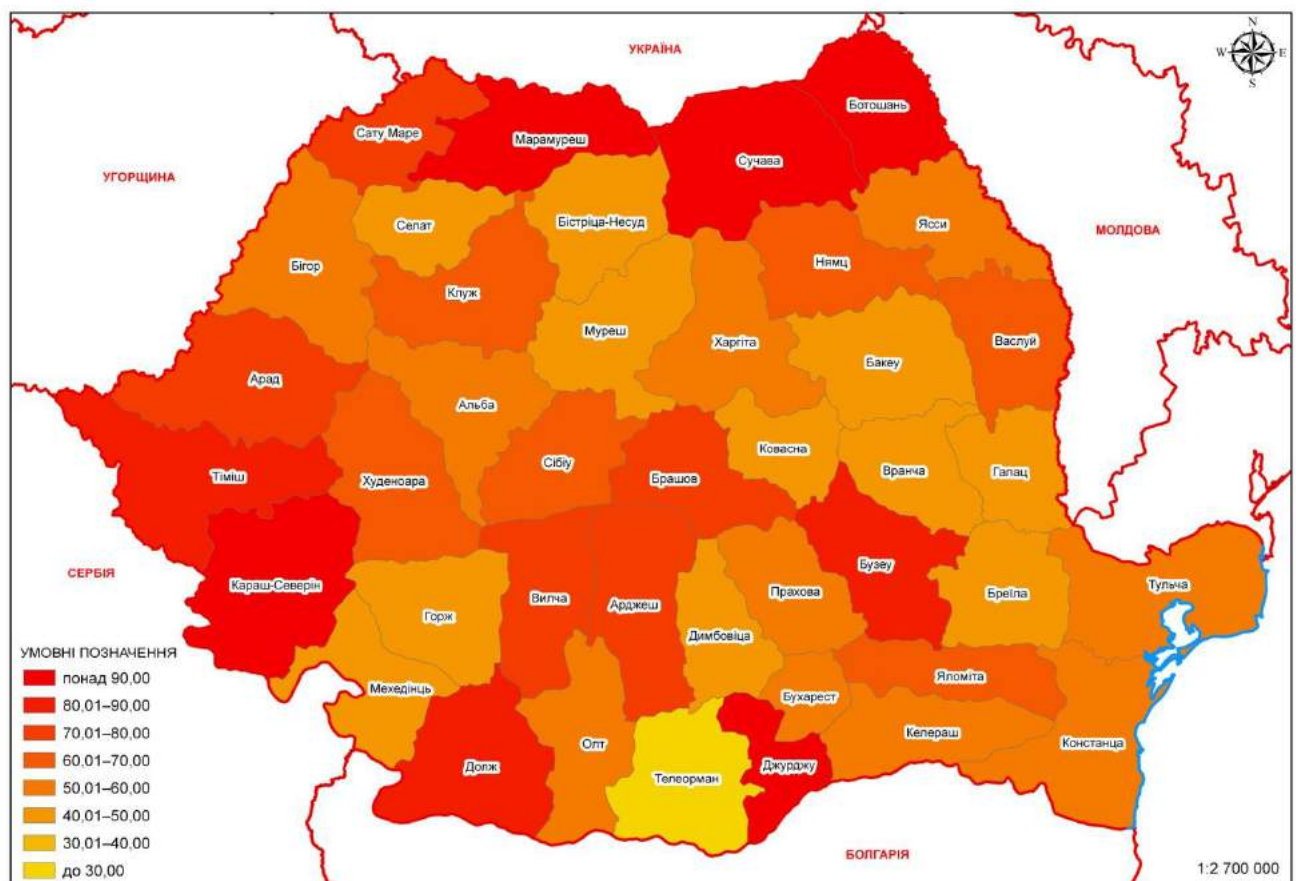 N
W E
S
УКРАЇНА
Ботошань
Сату Маре
Марамуреш
Сучава
УГОРЩИНА
Селат
Бістріца-Несуд
Ясси
МОЛДОВА
Бігор
Клуж
Нямц
Муреш
Харгіта
Васлуй
Бакеу
Арад
Альба
Ковасна
Тіміш
Худеноара
Сібіу
Брашов
Вранча
Галац
СЕРБІЯ
Караш-Северін
Бузеу
Тульча
Горж
Вилча
Арджеш
Прахова
Бреїла
Димбовіца
УМОВНІ ПОЗНАЧЕННЯ
понад 90,00
80,01–90,00
70,01–80,00
60,01–70,00
50,01–60,00
40,01–50,00
30,01–40,00
до 30,00
Мехедінць
Яломіта
Бухарест
Келераш
Констанца
Долж
Олт
Телеорман
Джурджу
БОЛГАРІЯ
1:2 700 000